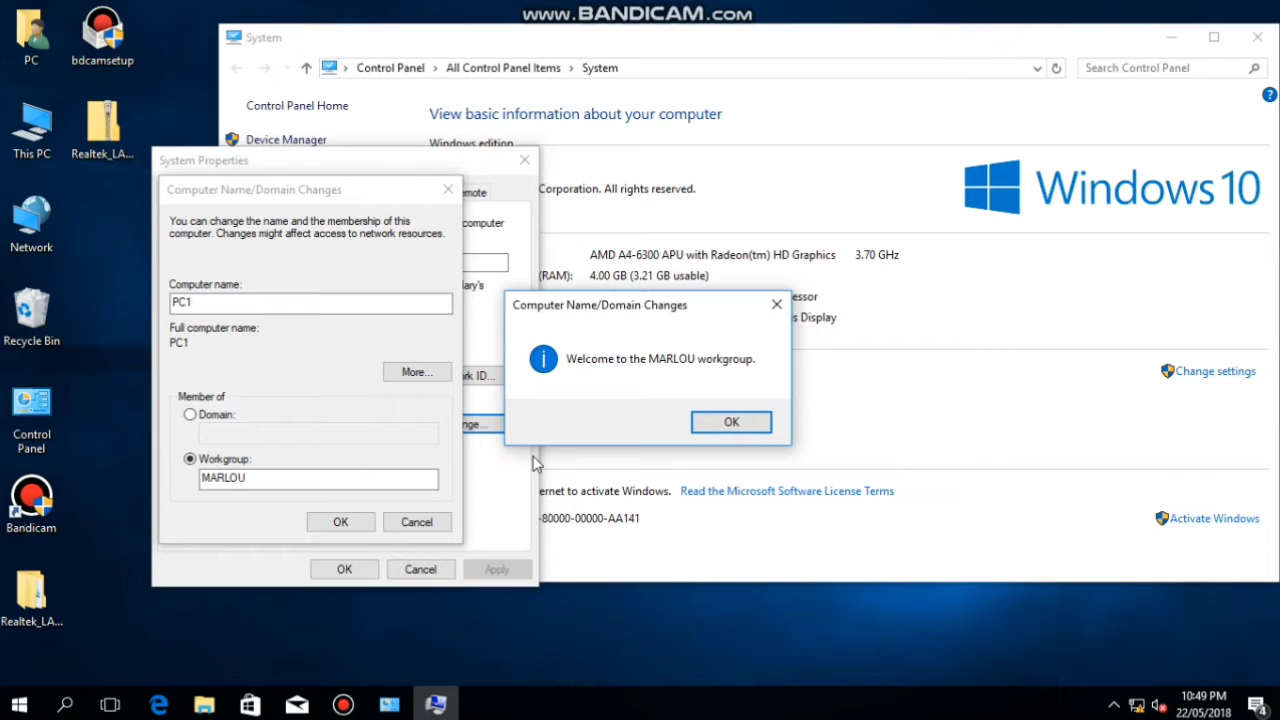 www.BANDICAM.com
PC
bdcamsetup
This PC
Realtek_LA...
Network
Recycle Bin
Control
Panel
Bandicam
Realtek_LA...
System
Control Panel > All Control Panel Items > System
Search Control Panel
Control Panel Home
Device Manager
View basic information about your computer
Windows edition
Corporation. All rights reserved.
Windows 10
AMD A4-6300 APU with Radeon(tm) HD Graphics 3.70 GHz
(RAM): 4.00 GB (3.21 GB usable)
essor
s Display
Change settings
ernet to activate Windows. Read the Microsoft Software License Terms
-80000-00000-AA141
Activate Windows
System Properties
emote
computer
ary's
rk ID...
nge...
OK
Cancel
Apply
Computer Name/Domain Changes
You can change the name and the membership of this
computer. Changes might affect access to network resources.
Computer name:
PC1
Full computer name:
PC1
More...
Member of
Domain:
Workgroup:
MARLOU
OK
Cancel
Computer Name/Domain Changes
Welcome to the MARLOU workgroup.
OK
10:49 PM
22/05/2018
4